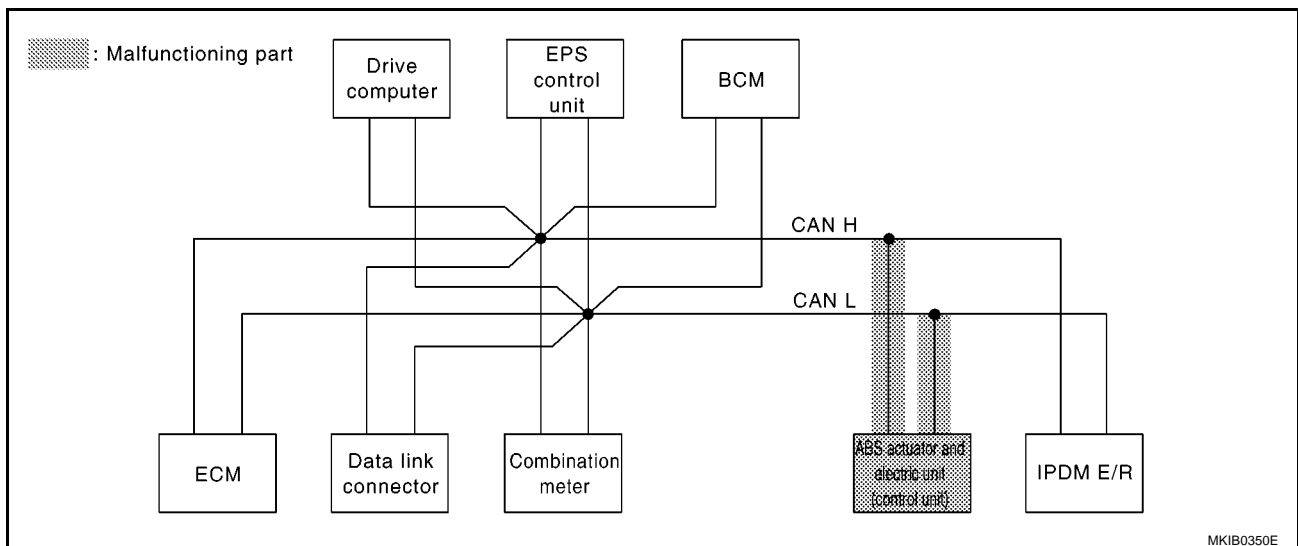 : Malfunctioning part
Drive
computer
EPS
control
unit
BCM
CAN H
CAN L
ECM
Data link
connector
Combination
meter
ABS actuator and
electric unit
(control unit)
IPDM E/R
MKIB0350E